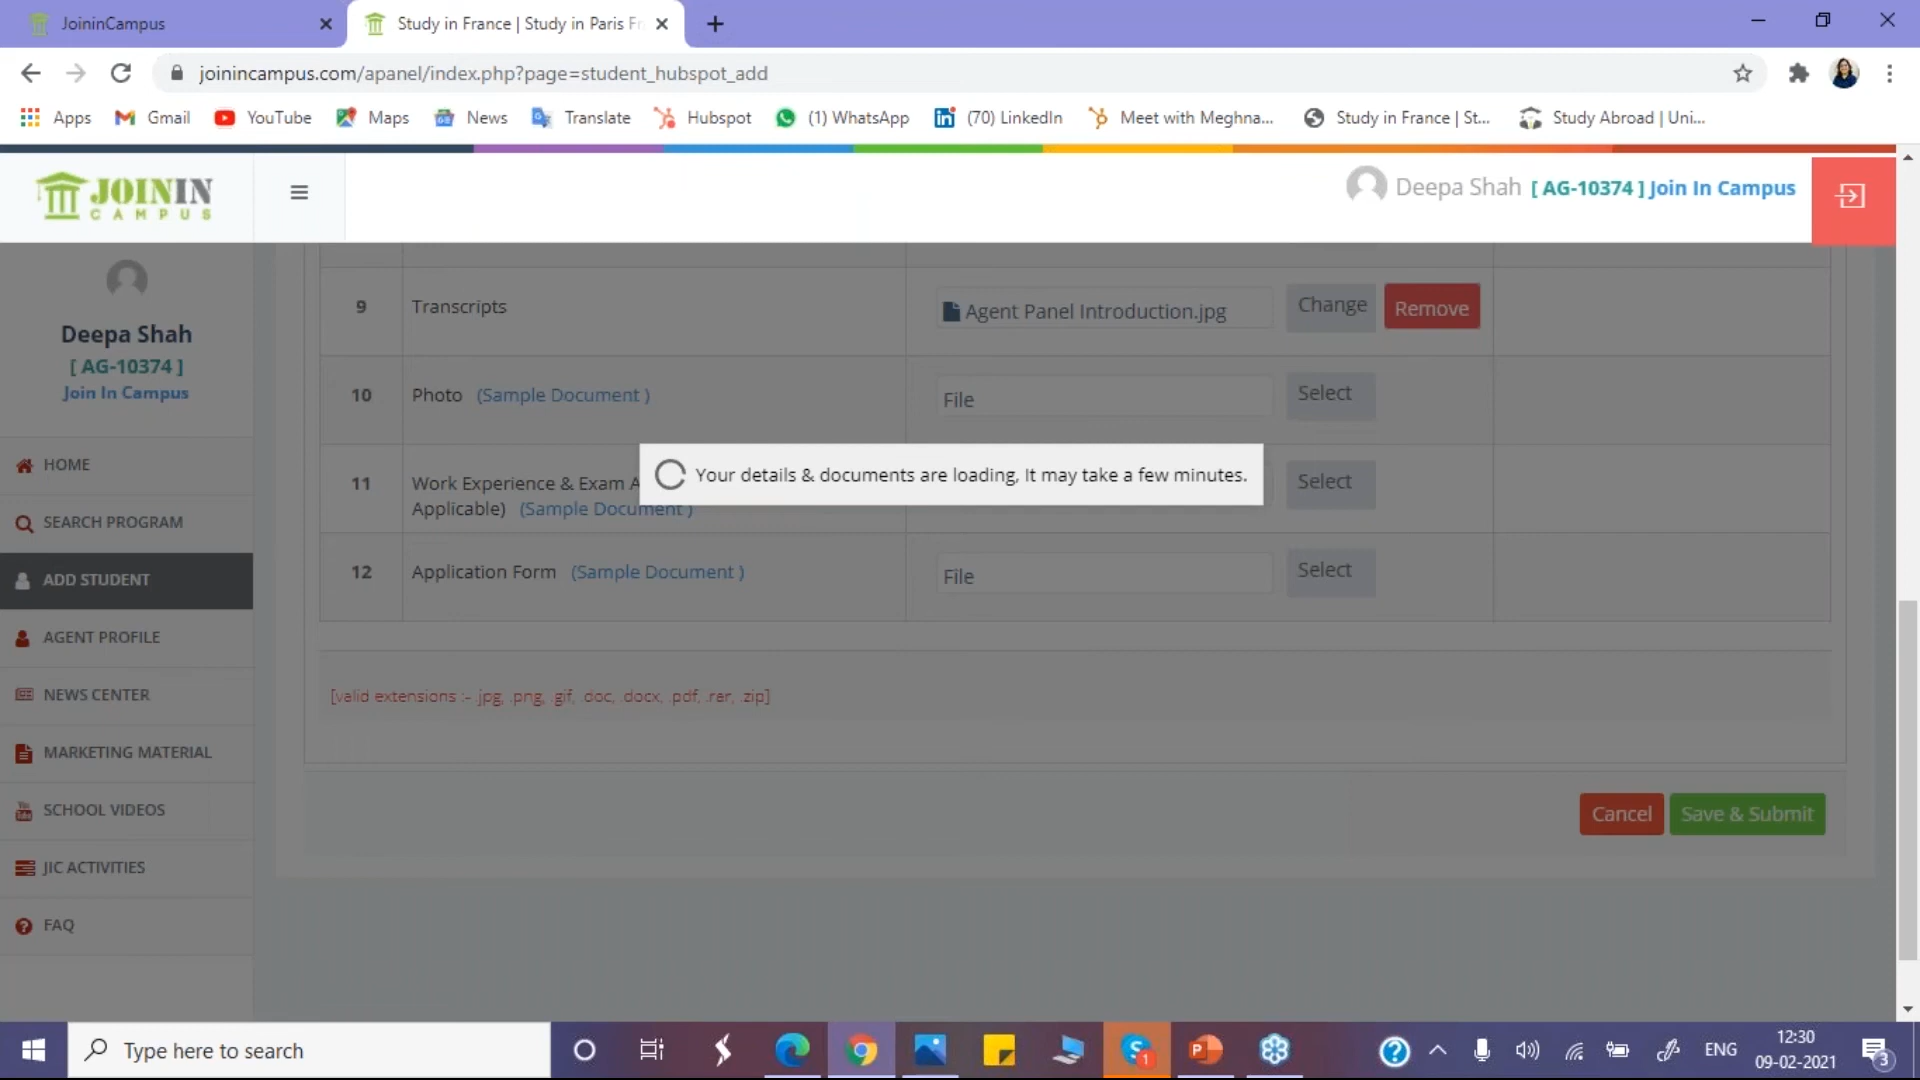 JoininCampus
Study in France | Study in Paris Fr
joinincampus.com/apanel/index.php?page=student_hubspot_add
Apps
Gmail
YouTube
Maps
News
Translate
Hubspot
(1) WhatsApp
(70) LinkedIn
Meet with Meghna...
Study in France | St...
Study Abroad | Uni...
JOININ
CAMPUS
Deepa Shah [ AG-10374 ] Join In Campus
Deepa Shah
[ AG-10374 ]
Join In Campus
HOME
SEARCH PROGRAM
ADD STUDENT
AGENT PROFILE
NEWS CENTER
MARKETING MATERIAL
SCHOOL VIDEOS
JIC ACTIVITIES
FAQ
9 Transcripts Agent Panel Introduction.jpg Change Remove
10 Photo (Sample Document ) File Select
Your details & documents are loading, It may take a few minutes.
11 Work Experience & Exam A Select
Applicable) (Sample Document )
12 Application Form (Sample Document ) File Select
[valid extensions :- .jpg, .png, .gif, .doc, .docx, .pdf, .rar, .zip]
Cancel Save & Submit
Type here to search
ENG
12:30
09-02-2021
1
3